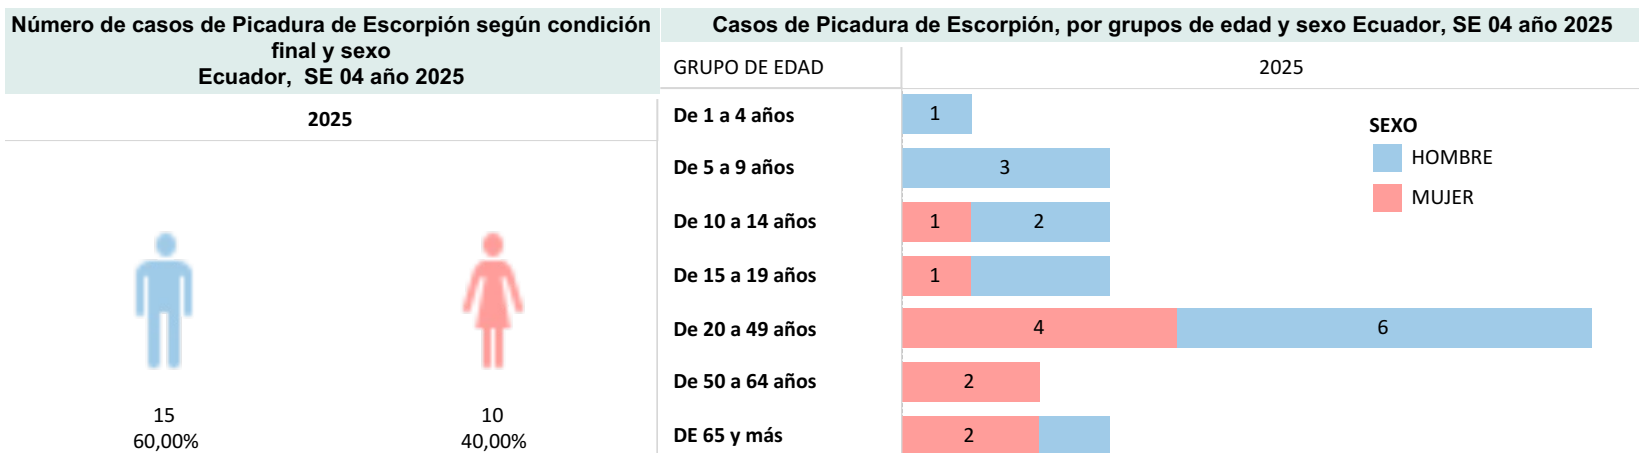 Número de casos de Picadura de Escorpión según condición
final y sexo
Ecuador,  SE 04 año 2025
2025
15
60,00%
10
40,00%
Casos de Picadura de Escorpión, por grupos de edad y sexo Ecuador, SE 04 año 2025
GRUPO DE EDAD
2025
De 1 a 4 años
1
De 5 a 9 años
3
De 10 a 14 años
1
2
De 15 a 19 años
1
De 20 a 49 años
4
6
De 50 a 64 años
2
DE 65 y más
2
SEXO
HOMBRE
MUJER